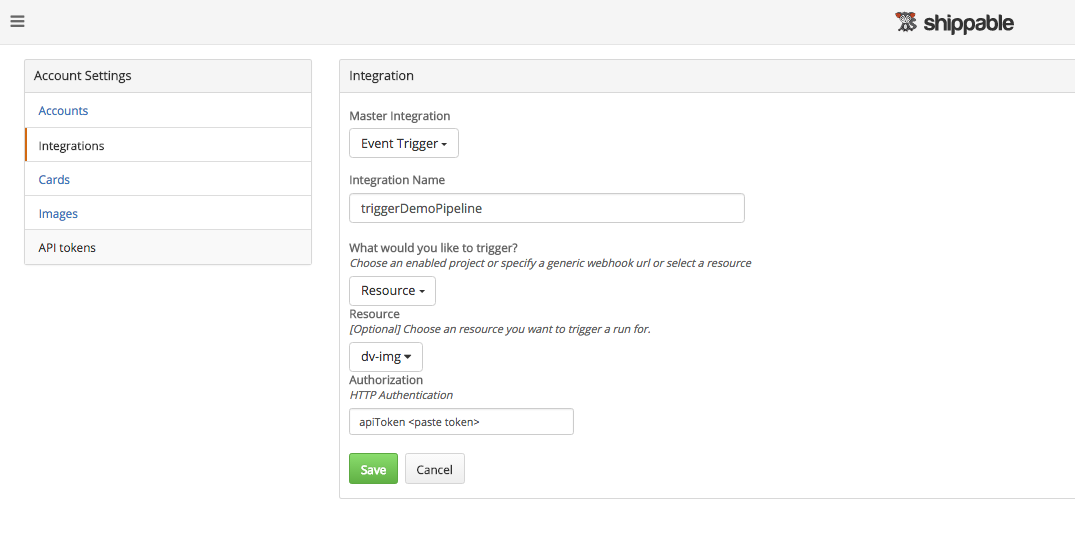 shippable
Account Settings
Accounts
Integrations
Cards
Images
API tokens
Integration
Master Integration
Event Trigger
Integration Name
triggerDemoPipeline
What would you like to trigger?
Choose an enabled project or specify a generic webhook url or select a resource
Resource
Resource
[Optional] Choose an resource you want to trigger a run for.
dv-img
Authorization
HTTP Authentication
apiToken <paste token>
Save Cancel